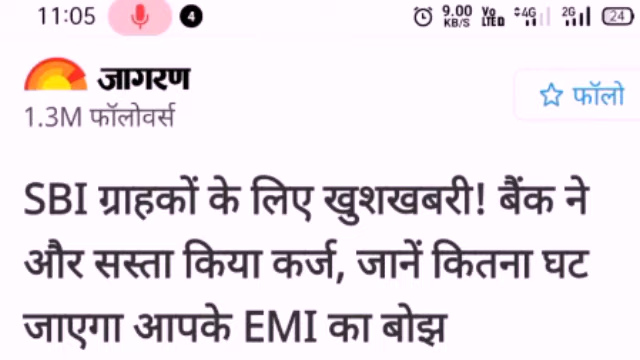 11:05 4 9.00 KB/S Vo LTE 4G 2G 24
जागरण
1.3M फॉलोवर्स
फॉलो
SBI ग्राहकों के लिए खुशखबरी! बैंक ने
और सस्ता किया कर्ज, जानें कितना घट
जाएगा आपके EMI का बोझ